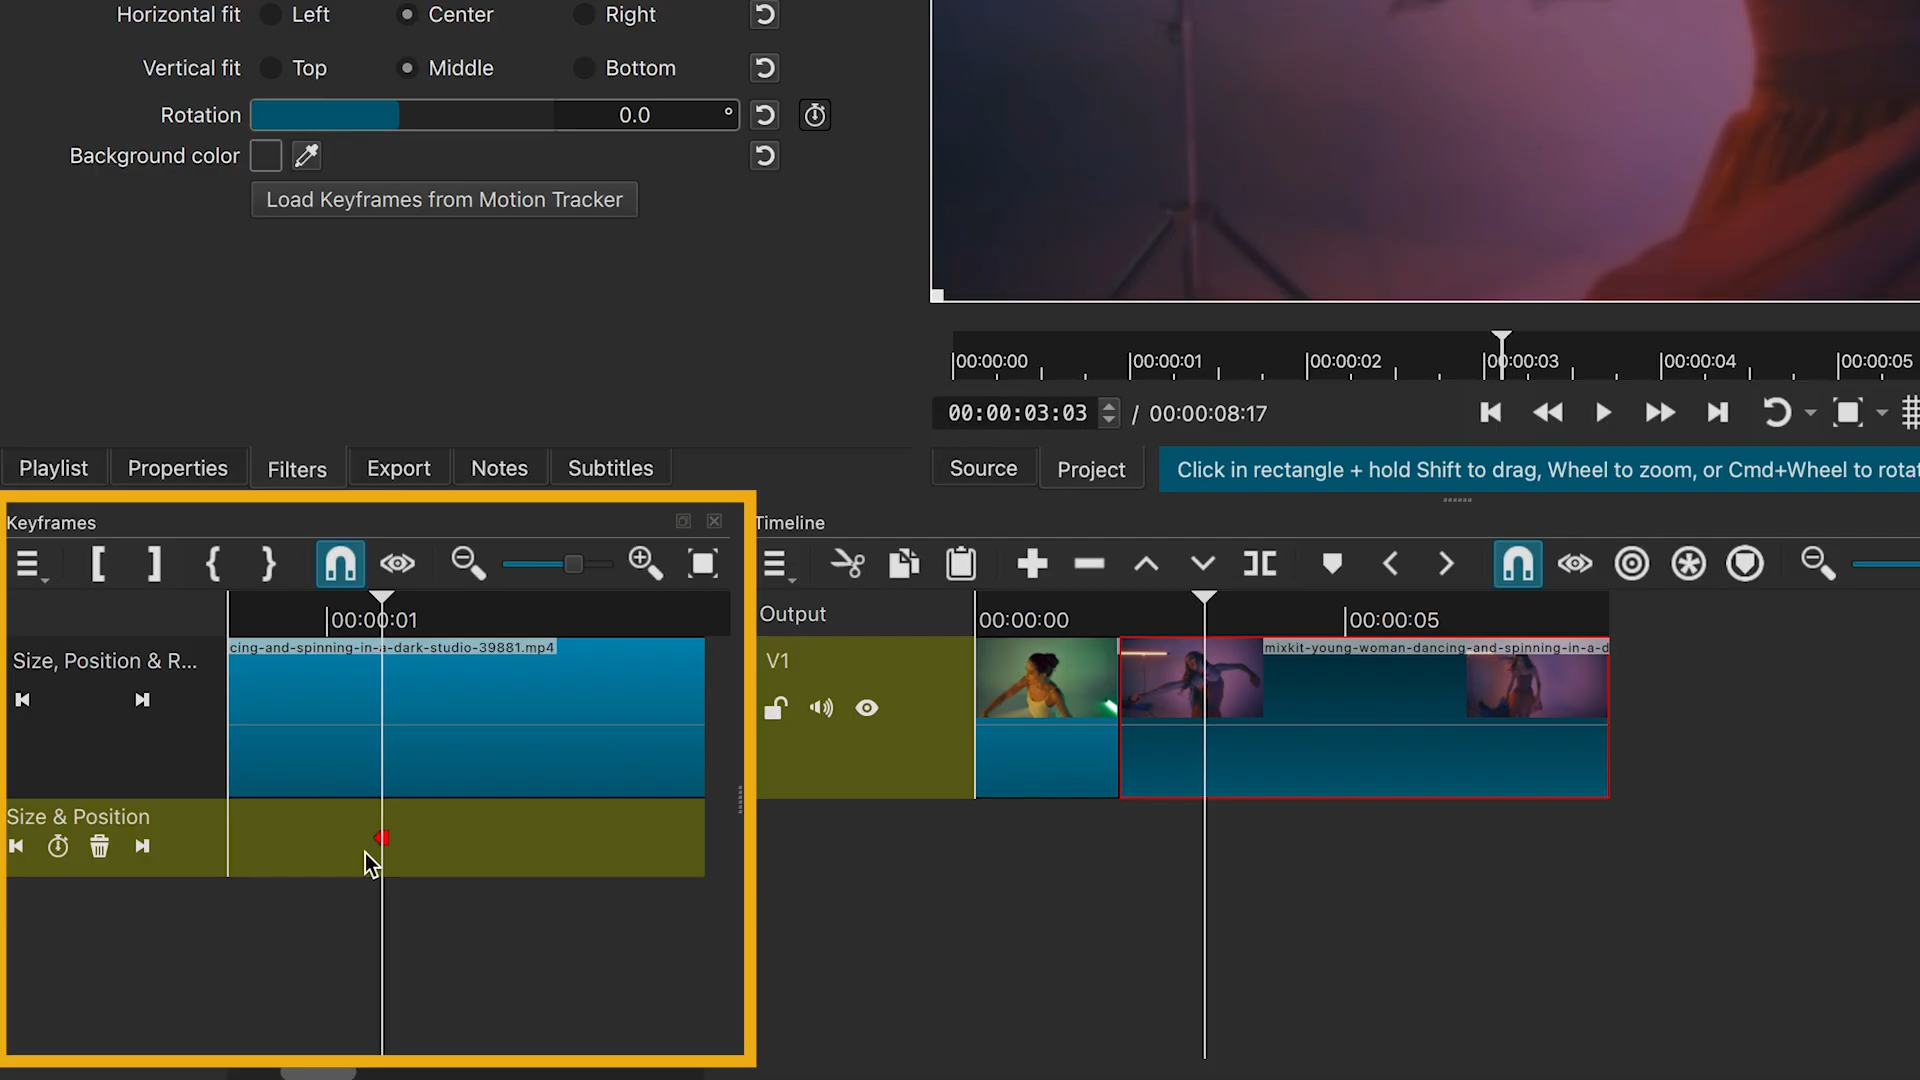 Horizontal fit Left Center Right
Vertical fit Top Middle Bottom
Rotation 0.0 °
Background color
Load Keyframes from Motion Tracker
00:00:00 00:00:01 00:00:02 00:00:03 00:00:04 00:00:05
00:00:03:03 / 00:00:08:17
Playlist Properties Filters Export Notes Subtitles
Source Project Click in rectangle + hold Shift to drag, Wheel to zoom, or Cmd+Wheel to rotat
Keyframes
00:00:01
Size, Position & R...
cing-and-spinning-in-a-dark-studio-39881.mp4
Size & Position
Timeline
Output
00:00:00 00:00:05
V1
mixkit-young-woman-dancing-and-spinning-in-a-d